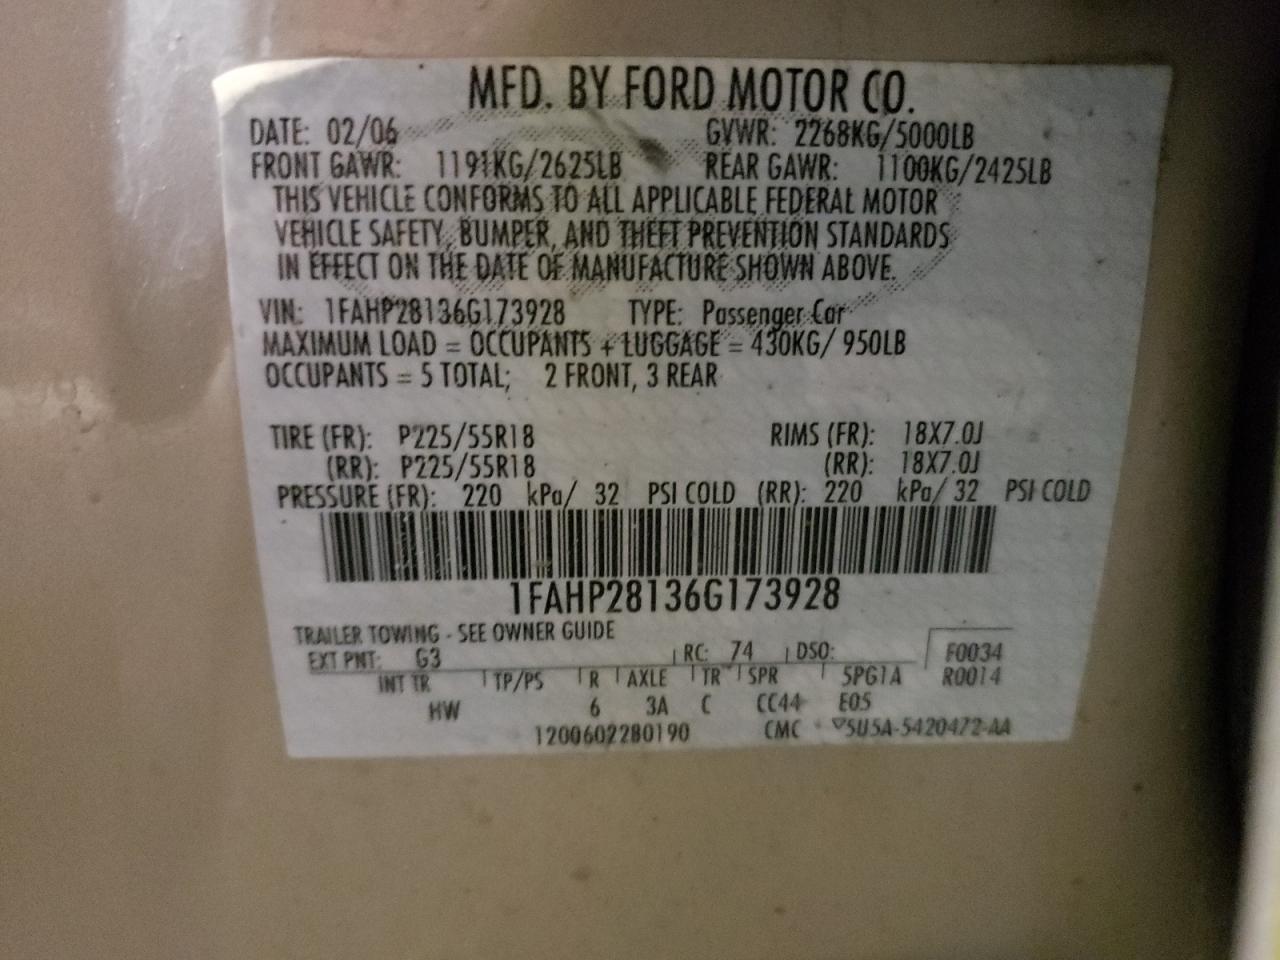 MFD. BY FORD MOTOR CO.
DATE: 02/06 GVWR: 2268KG/5000LB
FRONT GAWR: 1191KG/2625LB REAR GAWR: 1100KG/2425LB
THIS VEHICLE CONFORMS TO ALL APPLICABLE FEDERAL MOTOR
VEHICLE SAFETY, BUMPER, AND THEFT PREVENTION STANDARDS
IN EFFECT ON THE DATE OF MANUFACTURE SHOWN ABOVE.
VIN: 1FAHP28136G173928 TYPE: Passenger Car
MAXIMUM LOAD = OCCUPANTS + LUGGAGE = 430KG/ 950LB
OCCUPANTS = 5 TOTAL; 2 FRONT, 3 REAR
TIRE (FR): P225/55R18 RIMS (FR): 18X7.0J
(RR): P225/55R18 (RR): 18X7.0J
PRESSURE (FR): 220 kPa/ 32 PSI COLD (RR): 220 kPa/ 32 PSI COLD
1FAHP28136G173928
TRAILER TOWING - SEE OWNER GUIDE
EXT PNT: G3 RC: 74 DSO: F0034
INT TR TP/PS R AXLE TR SPR 5PG1A R0014
HW 6 3A C CC44 E05
1200602280190 CMC ▽5U5A-5420472-AA